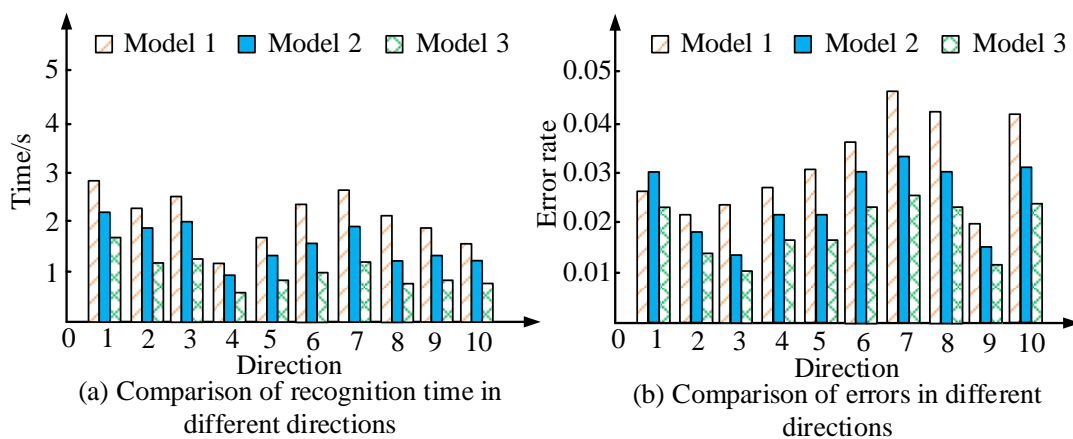 Model 1 Model 2 Model 3
5
4
3
2
1
0
Time/s
1 2 3 4 5 6 7 8 9 10
Direction
(a) Comparison of recognition time in
different directions
Model 1 Model 2 Model 3
0.05
0.04
0.03
0.02
0.01
0
Error rate
1 2 3 4 5 6 7 8 9 10
Direction
(b) Comparison of errors in different
directions